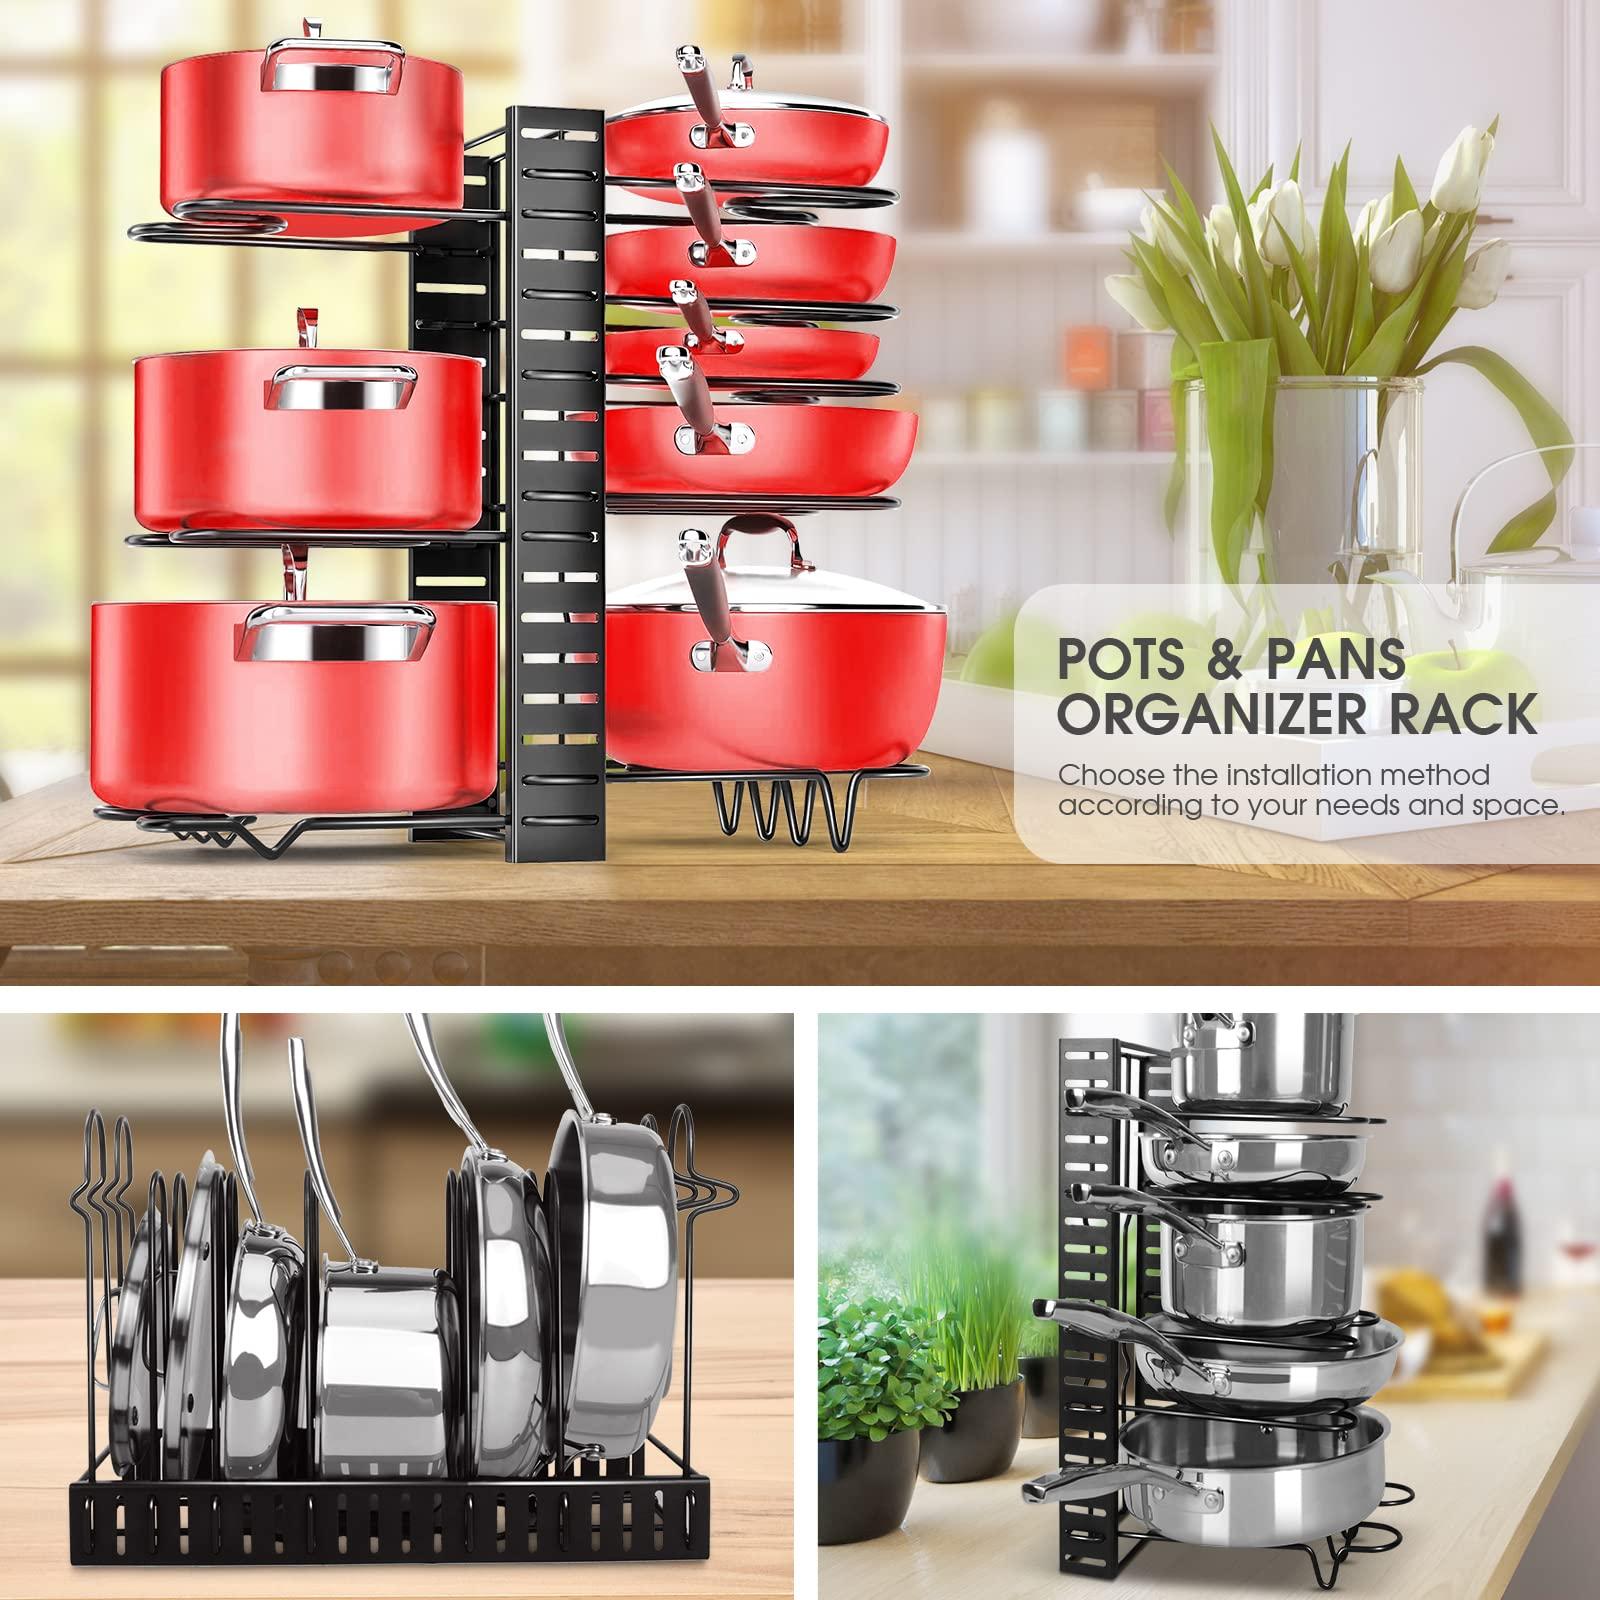 POTS & PANS
ORGANIZER RACK
Choose the installation method
according to your needs and space.